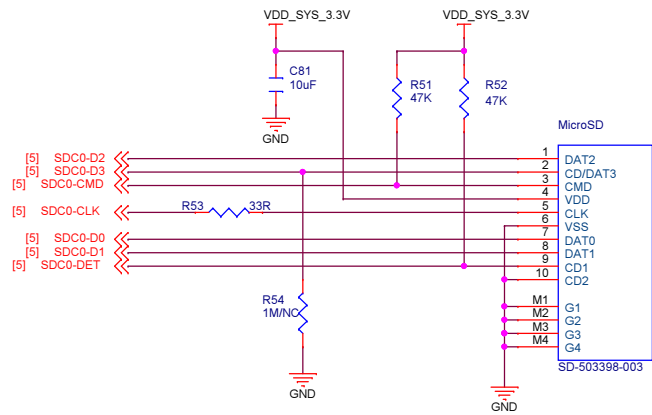 VDD_SYS_3.3V VDD_SYS_3.3V
C81 R51 R52
10uF 47K 47K
GND
MicroSD
[5] SDC0-D2 1 DAT2
[5] SDC0-D3 2 CD/DAT3
[5] SDC0-CMD 3 CMD
4 VDD
[5] SDC0-CLK R53 33R 5 CLK
6 VSS
[5] SDC0-D0 7 DAT0
[5] SDC0-D1 8 DAT1
[5] SDC0-DET 9 CD1
10 CD2
R54
1M/NC
M1 G1
M2 G2
M3 G3
M4 G4
SD-503398-003
GND GND